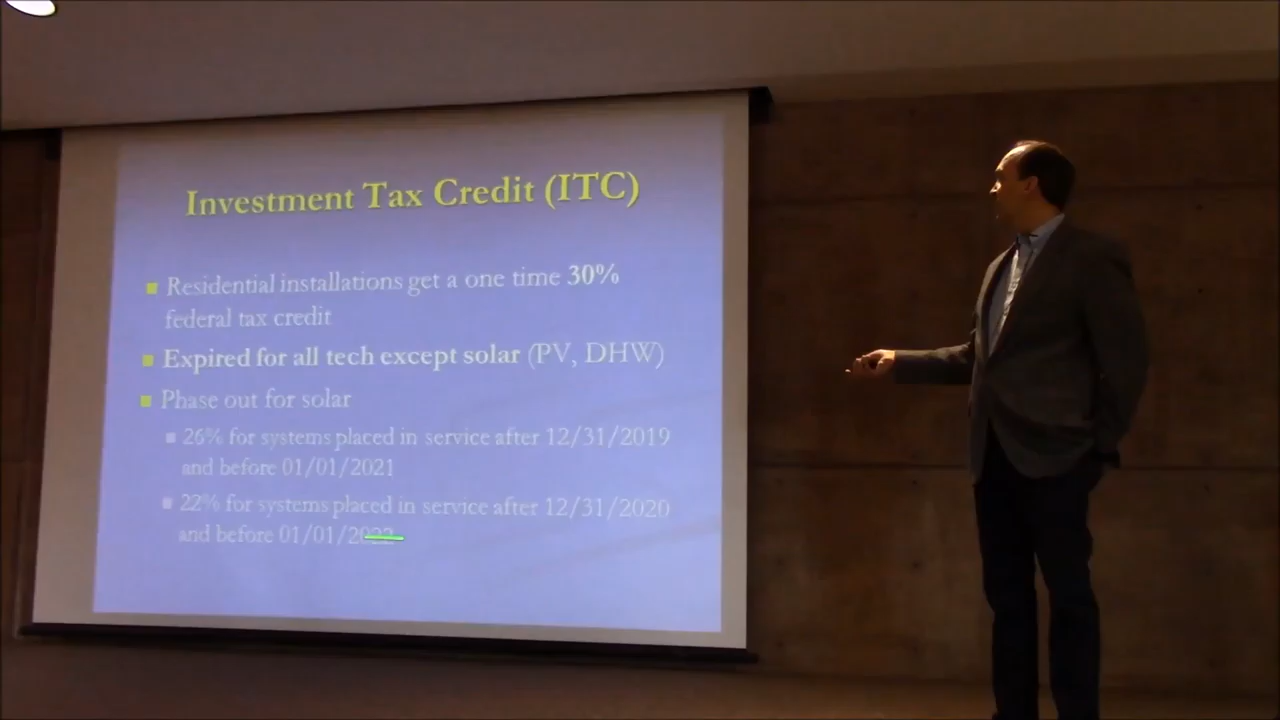 Investment Tax Credit (ITC)
Residential installations get a one time 30%
federal tax credit
Expired for all tech except solar (PV, DHW)
Phase out for solar
26% for systems placed in service after 12/31/2019
and before 01/01/2021
22% for systems placed in service after 12/31/2020
and before 01/01/2022